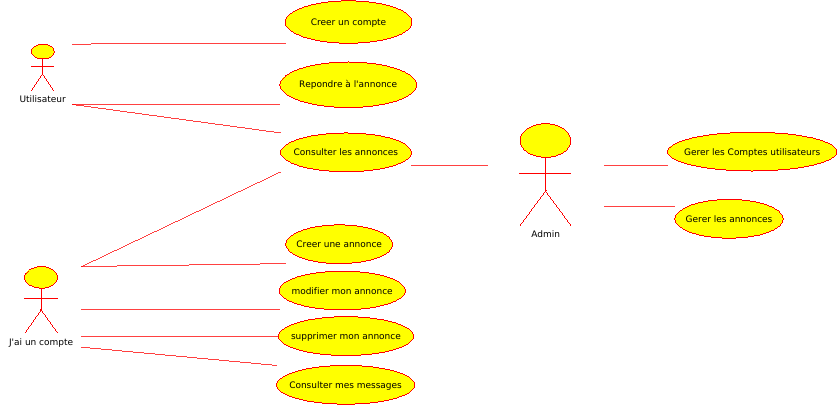 Creer un compte
Utilisateur
Repondre à l'annonce
Consulter les annonces
Gerer les Comptes utilisateurs
Gerer les annonces
Admin
Creer une annonce
modifier mon annonce
J'ai un compte
supprimer mon annonce
Consulter mes messages